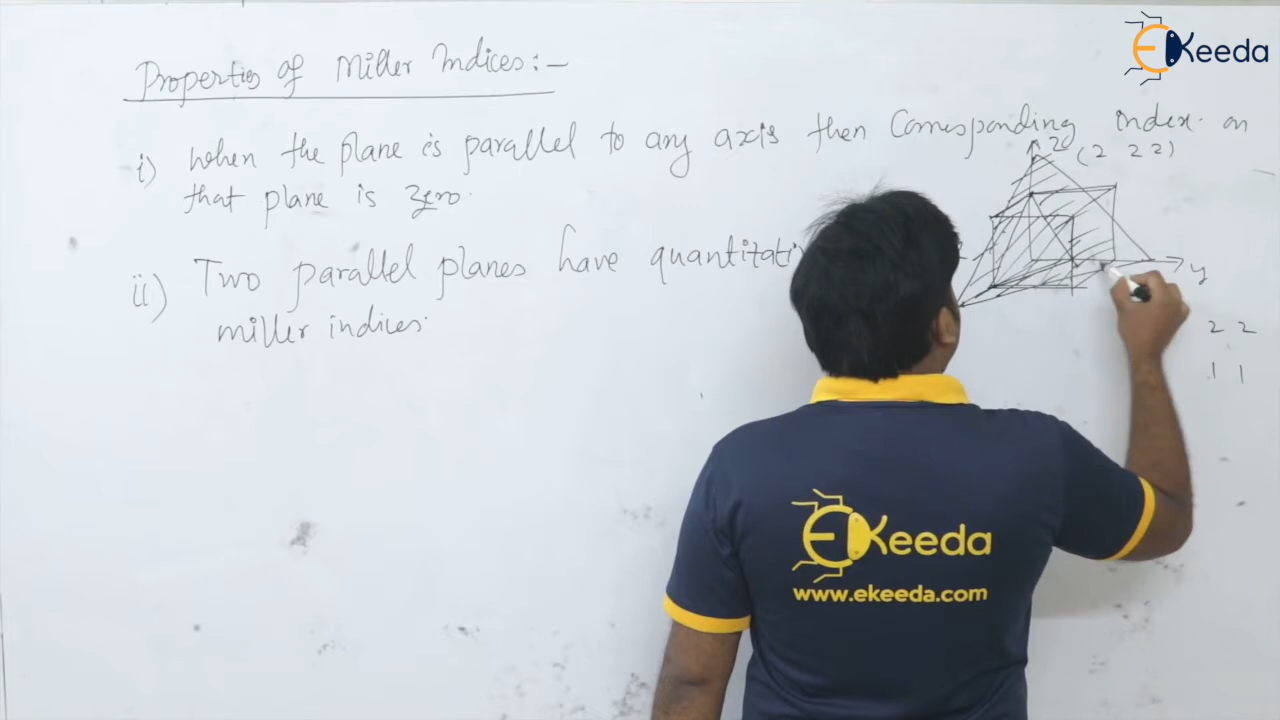 EKeeda
Properties of Miller Indices:-
i) When the plane is parallel to any axis then Corresponding index on
that plane is zero.
(2 2 2)
ii) Two parallel planes have
miller indices.
y
2 2
1 1
EKeeda
www.ekeeda.com